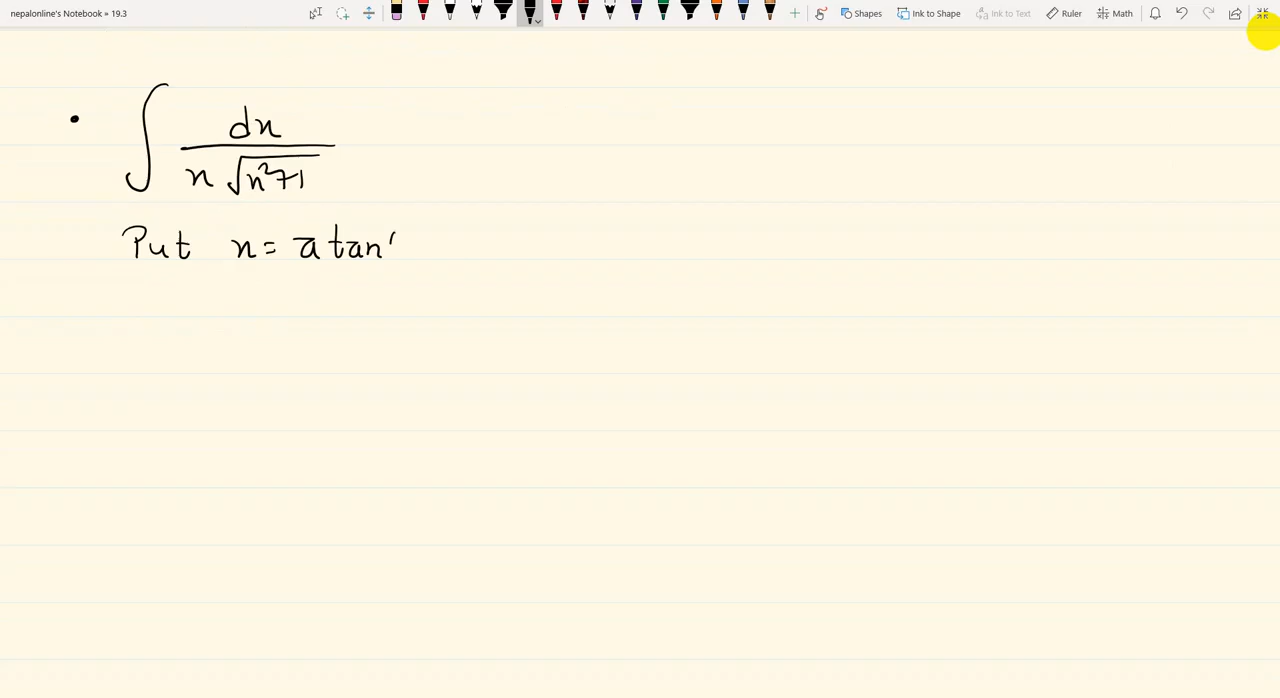 nepalonline's Notebook » 19.3
Shapes
Ink to Shape
Ink to Text
Ruler
Math
∫ dx / x √x²+1
Put x = a tan